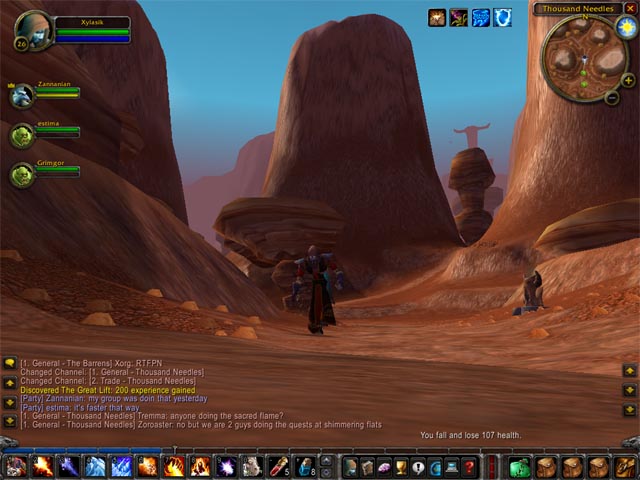 Xylasik
26
Thousand Needles
N
Zannanian
estima
Grimgor
[1. General - The Barrens] Xorg: RTFPN
Changed Channel: [1. General - Thousand Needles]
Changed Channel: [2. Trade - Thousand Needles]
Discovered The Great Lift: 200 experience gained
[Party] Zannanian: my group was doin that yesterday
[Party] estima: it's faster that way
[1. General - Thousand Needles] Tremma: anyone doing the sacred flame?
[1. General - Thousand Needles] Zoroaster: no but we are 2 guys doing the quests at shimmering flats
You fall and lose 107 health.
5
8